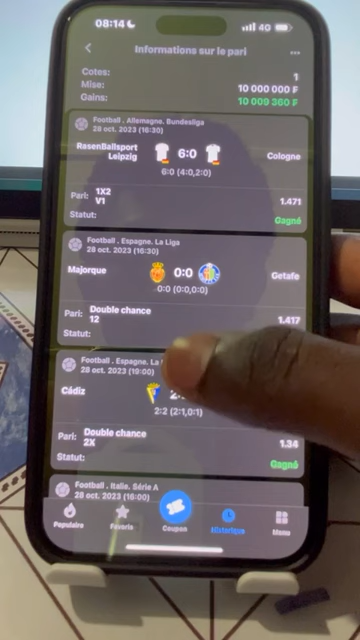 08:14
4G
Informations sur le pari
Cotes: 1
Mise: 10 000 000 F
Gains: 10 009 360 F
Football . Allemagne. Bundesliga
28 oct. 2023 (16:30)
ResenBallsport Leipzig 6:0 Cologne
6:0 (4:0,2:0)
Pari: 1X2
V1 1.471
Statut: Gagné
Football . Espagne. La Liga
28 oct. 2023 (16:30)
Majorque 0:0 Getafe
0:0 (0:0,0:0)
Pari: Double chance
12 1.417
Statut:
Football . Espagne. La
28 oct. 2023 (19:00)
Cádiz 2:
2:2 (2:1,0:1)
Pari: Double chance
2X 1.34
Statut: Gagné
Football . Italie. Série A
28 oct. 2023 (16:00)
Populaire Favoris Coupon Historique Menu